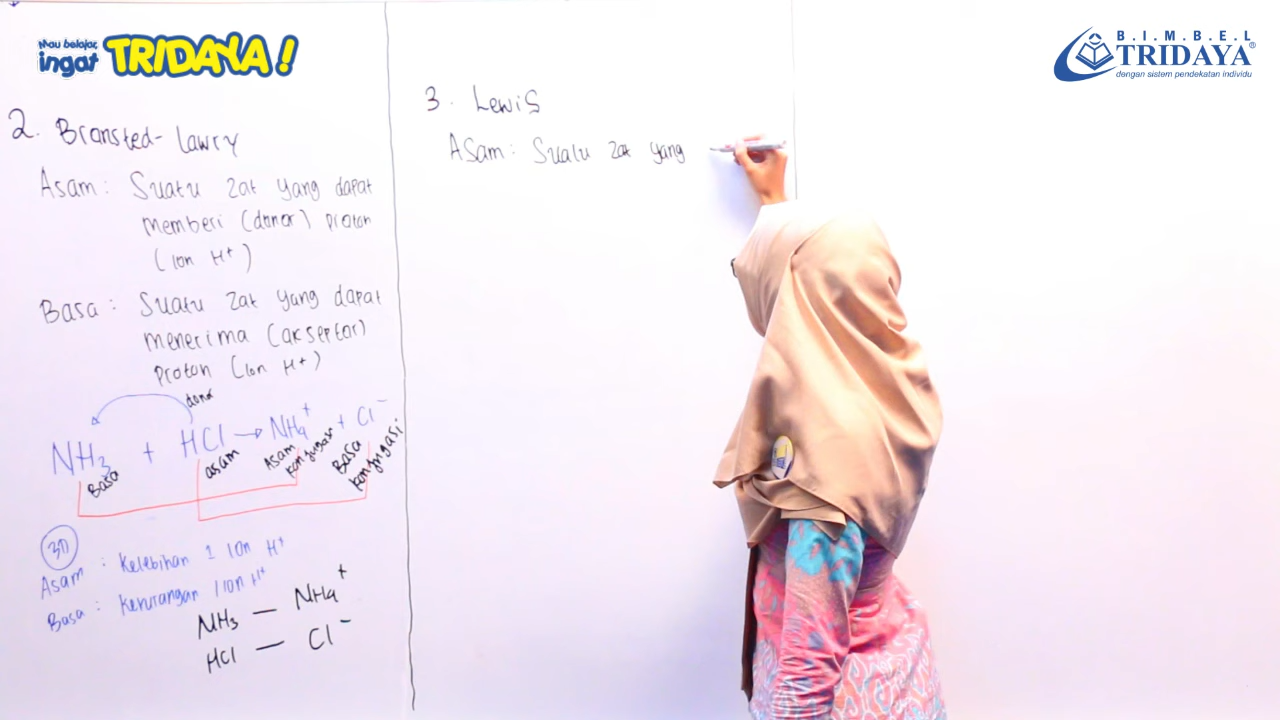 Mau belajar,
ingat TRIDAYA!
B.I.M.B.E.L
TRIDAYA®
dengan sistem pendekatan individu
2. Bronsted-Lawry
Asam : Suatu zat yang dapat
memberi (donor) proton
(ion H+)
Basa : Suatu zat yang dapat
menerima (akseptor)
proton (ion H+)
donor
NH3 + HCl → NH4+ + Cl-
Basa asam Asam konjugasi Basa konjugasi
Asam : Kelebihan 1 ion H+
Basa : Kekurangan 1 ion H+
NH3 — NH4+
HCl — Cl-
3. Lewis
Asam : Suatu zat yang